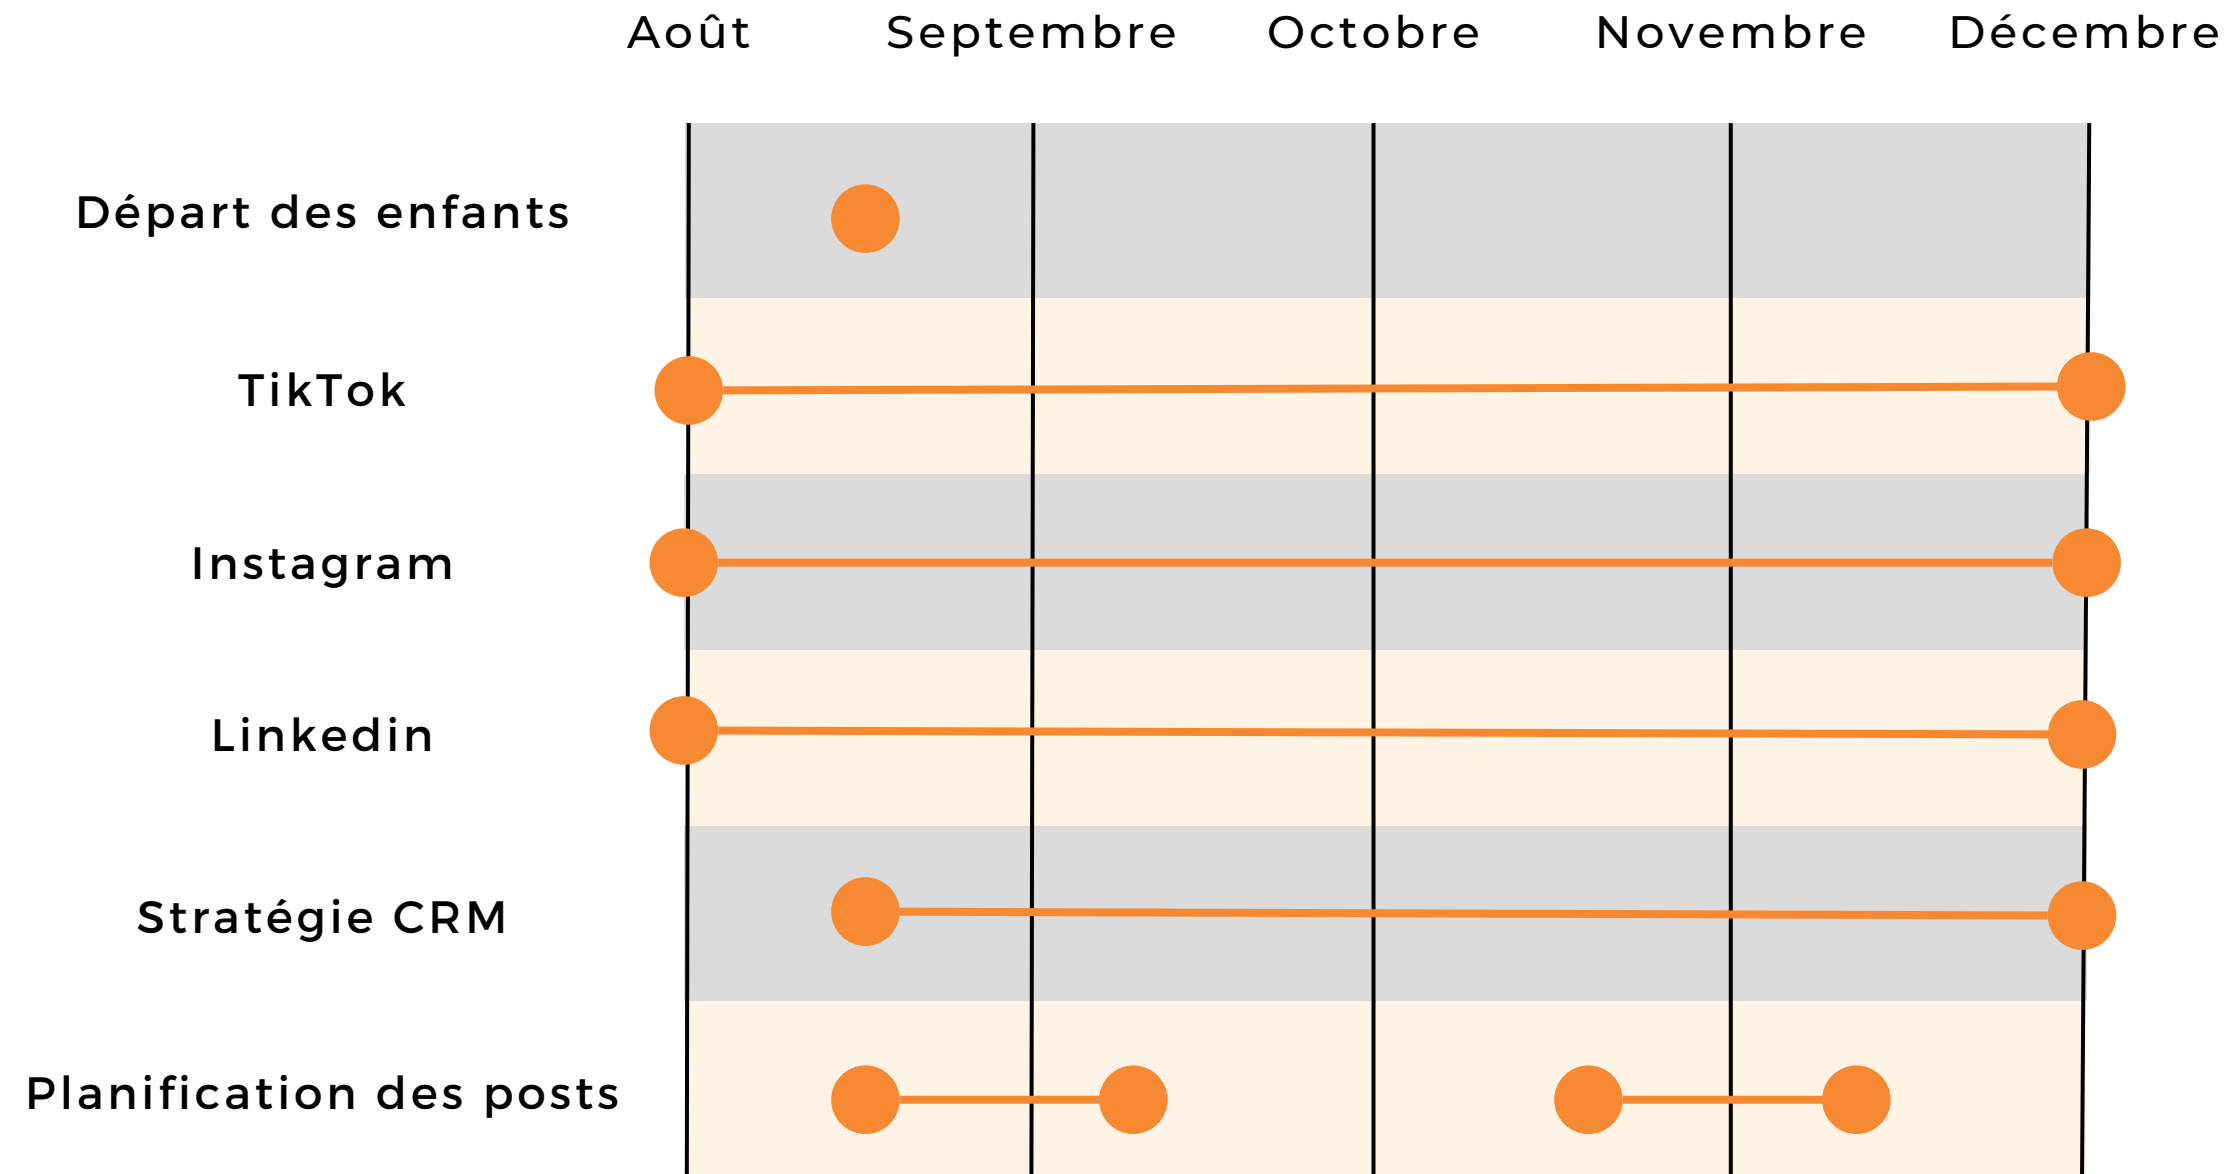 Août
Septembre
Octobre
Novembre
Décembre
Départ des enfants
TikTok
Instagram
Linkedin
Stratégie CRM
Planification des posts